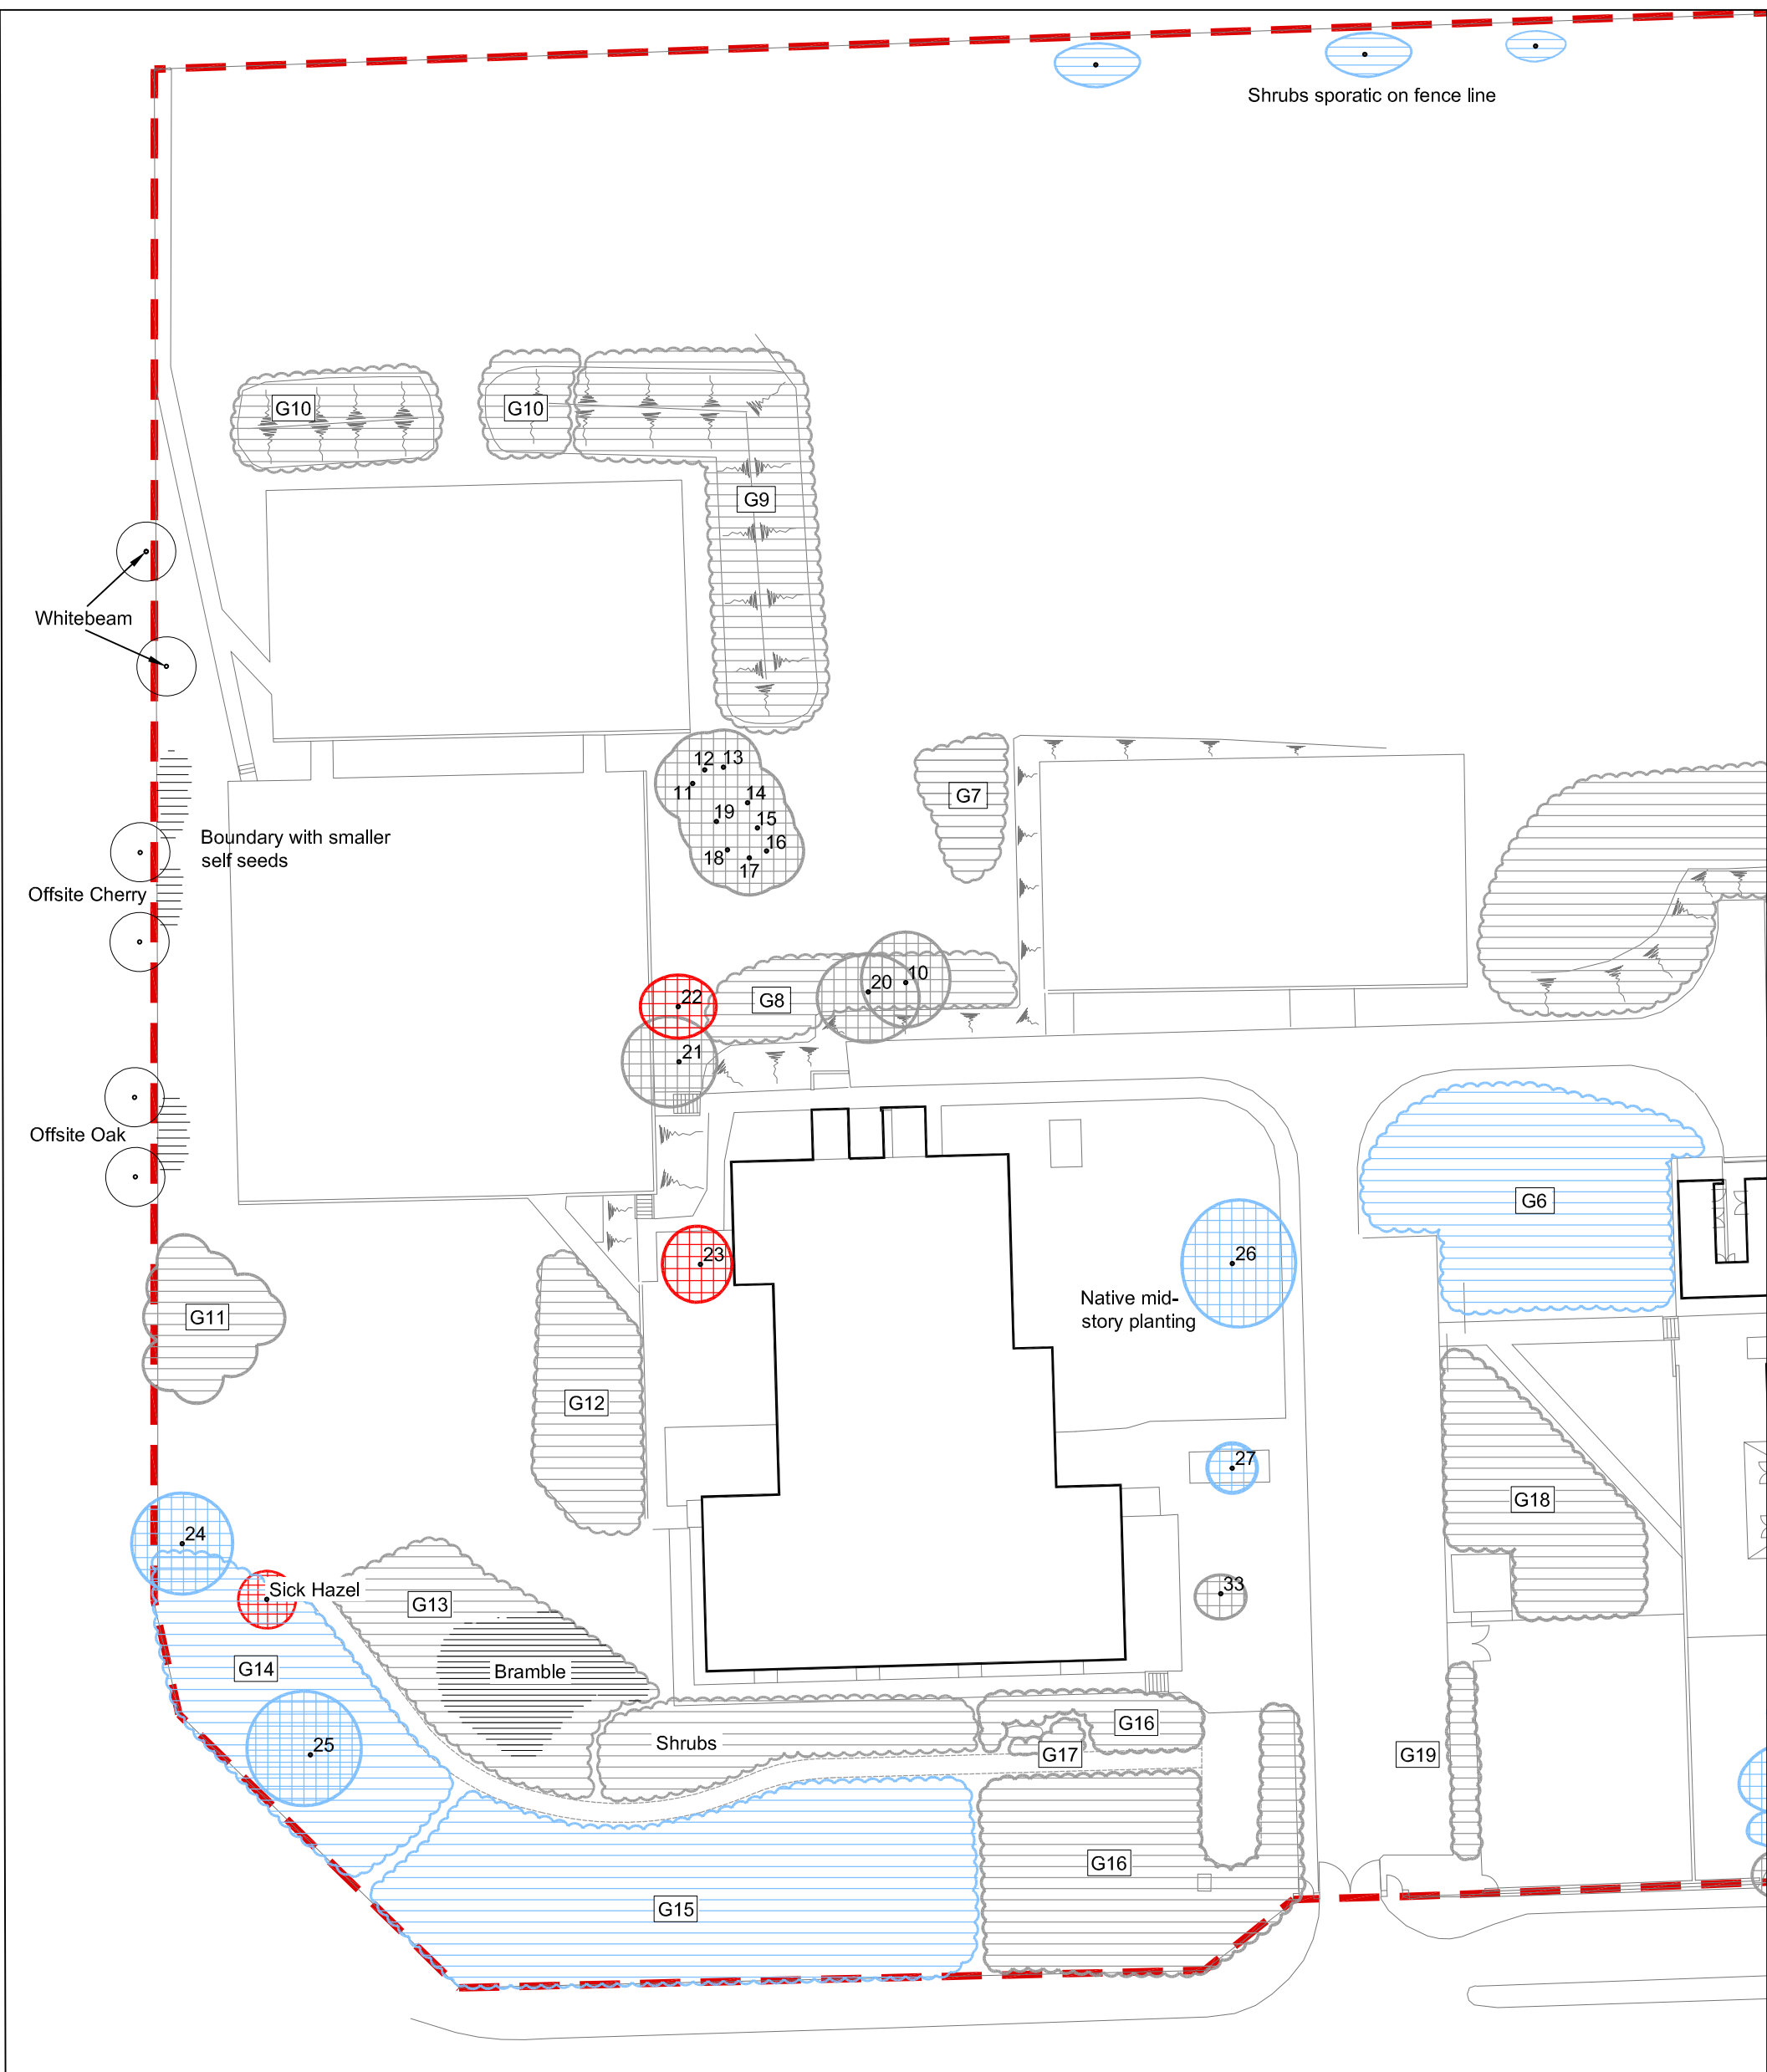 Shrubs sporatic on fence line
G10
G10
G9
Whitebeam
12
13
11
14
19
15
16
18
17
G7
Boundary with smaller
self seeds
Offsite Cherry
10
20
22
G8
21
Offsite Oak
G6
23
26
Native mid-
story planting
G11
G12
27
G18
24
Sick Hazel
33
G13
G14
Bramble
G16
Shrubs
25
G17
G19
G16
G15